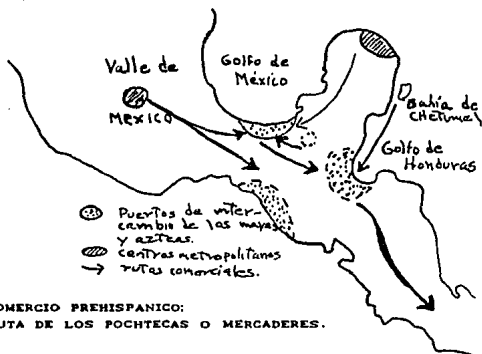 Valle de
MEXICO
Golfo de
México
Bahía de
CHetumal
Golfo de
Honduras
Puertos de inter-
cambio de los mayas
y aztecas.
centros metropolitanos
rutas comerciales.
OMERCIO PREHISPANICO:
UTA DE LOS POCHTECAS O MERCADERES.